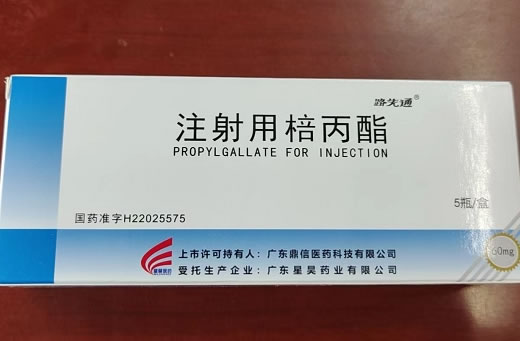 路先通®
注射用棓丙酯
PROPYLGALLATE FOR INJECTION
5瓶/盒
国药准字H22025575
60mg
上市许可持有人：广东鼎信医药科技有限公司
受托生产企业：广东星昊药业有限公司